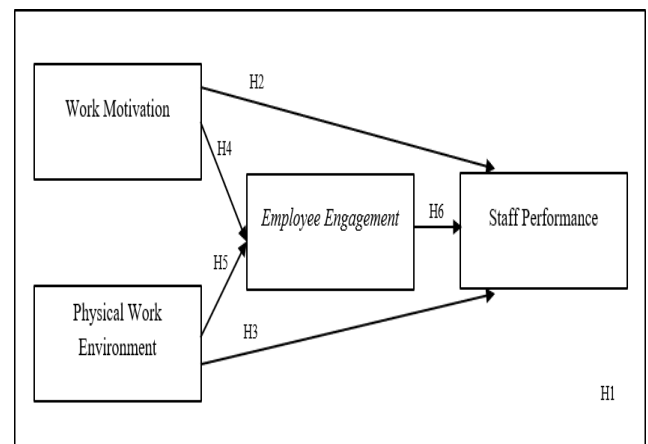 H2
Work Motivation
H4
Employee Engagement
H6
Staff Performance
H5
Physical Work
Environment
H3
H1